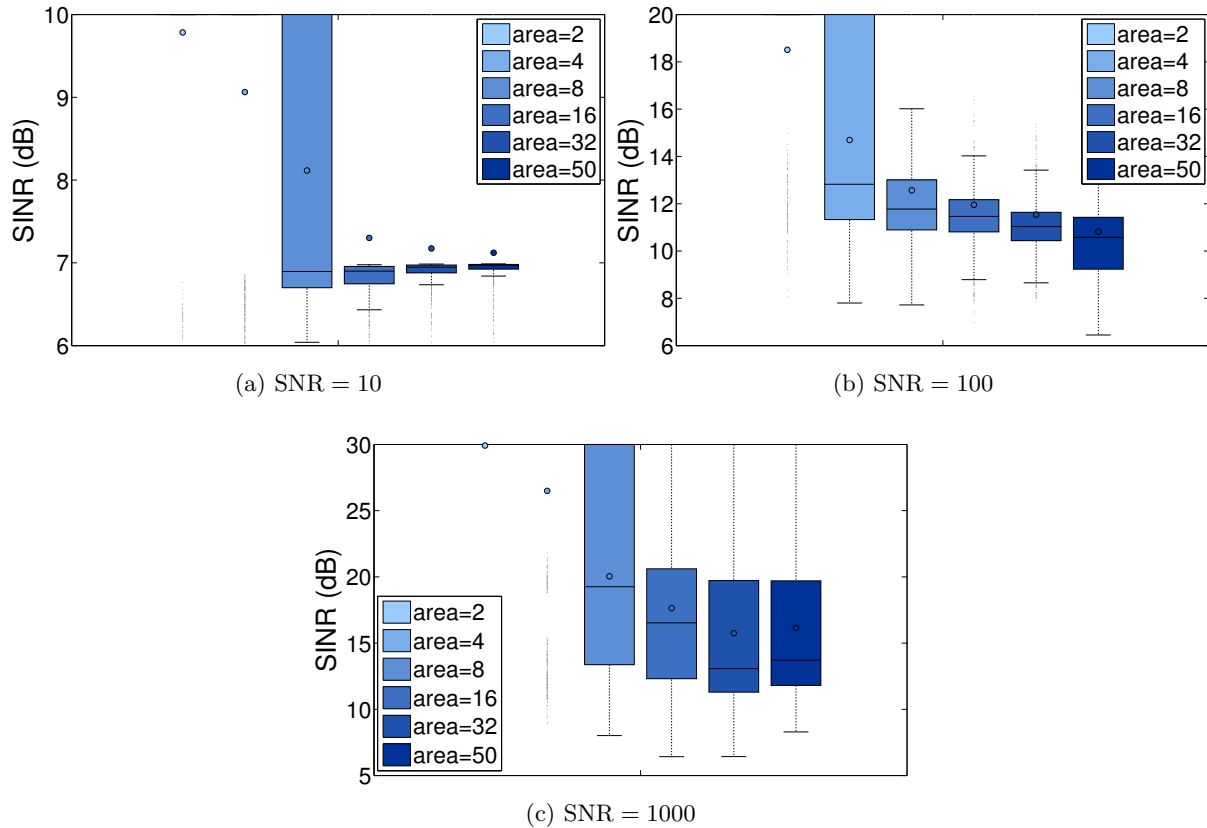 10
9
8
7
6
SINR (dB)
area=2
area=4
area=8
area=16
area=32
area=50
(a) SNR = 10
20
18
16
14
12
10
8
6
SINR (dB)
area=2
area=4
area=8
area=16
area=32
area=50
(b) SNR = 100
30
25
20
15
10
5
SINR (dB)
area=2
area=4
area=8
area=16
area=32
area=50
(c) SNR = 1000